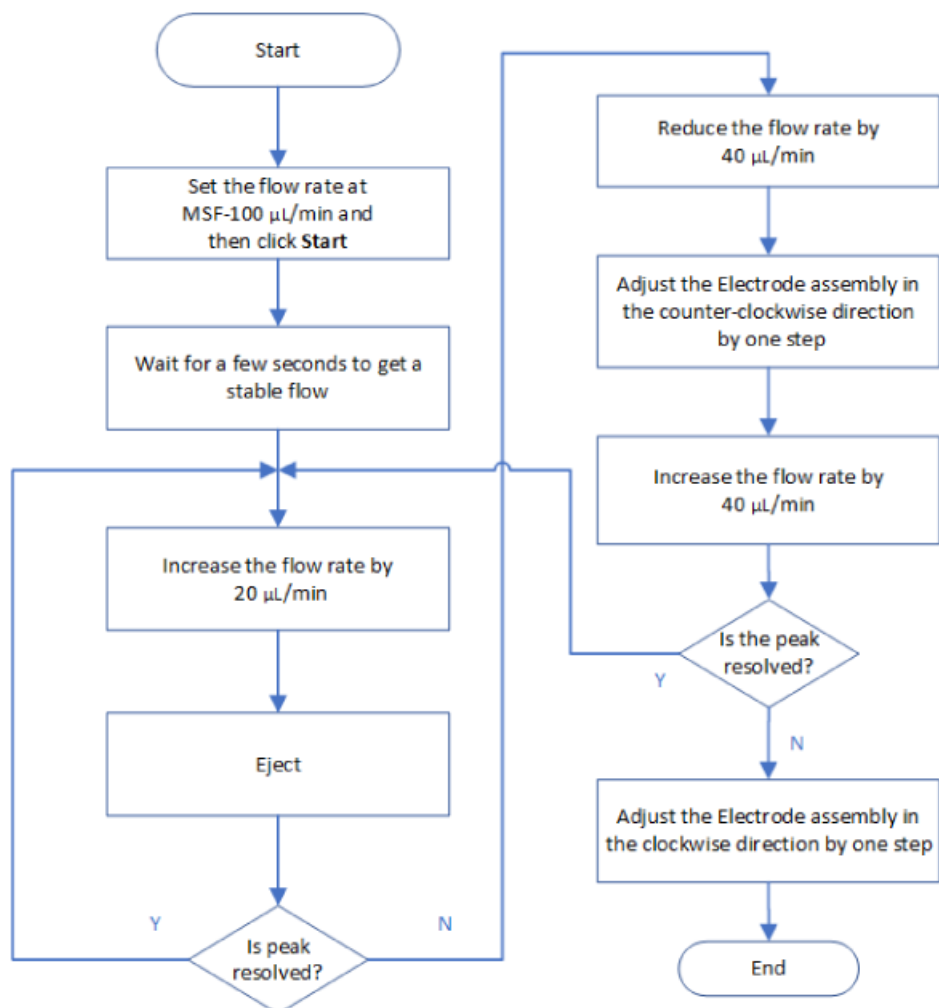 Start
Set the flow rate at
MSF-100 µL/min and
then click Start
Wait for a few seconds to get a
stable flow
Increase the flow rate by
20 µL/min
Eject
Is peak
resolved?
Y
N
Reduce the flow rate by
40 µL/min
Adjust the Electrode assembly in
the counter-clockwise direction
by one step
Increase the flow rate by
40 µL/min
Is the peak
resolved?
Y
N
Adjust the Electrode assembly in
the clockwise direction by one step
End